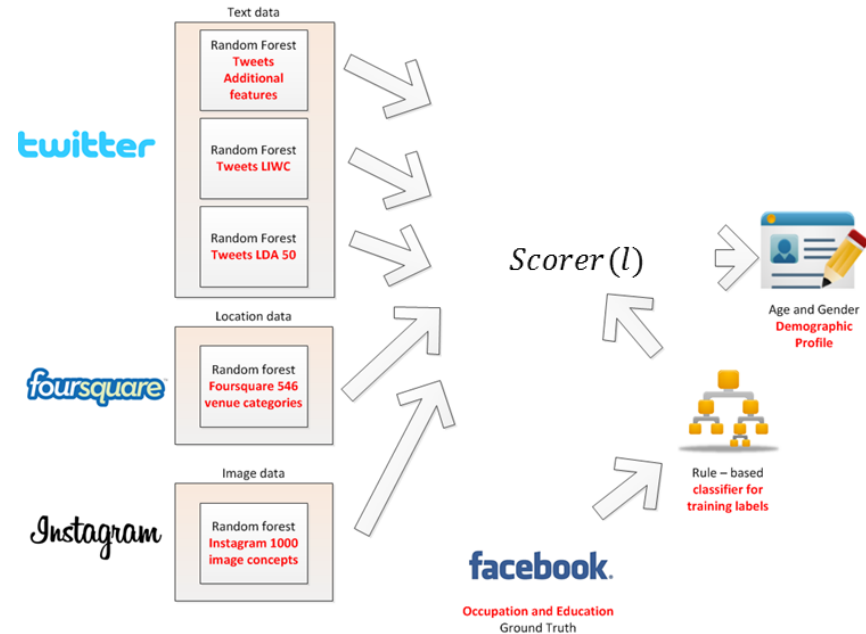 Text data
Random Forest
Tweets
Additional
features
twitter
Random Forest
Tweets LIWC
Random Forest
Tweets LDA 50
Location data
foursquare
Random forest
Foursquare 546
venue categories
Image data
Instagram
Random forest
Instagram 1000
image concepts
Scorer(l)
Age and Gender
Demographic
Profile
Rule – based
classifier for
training labels
facebook.
Occupation and Education
Ground Truth